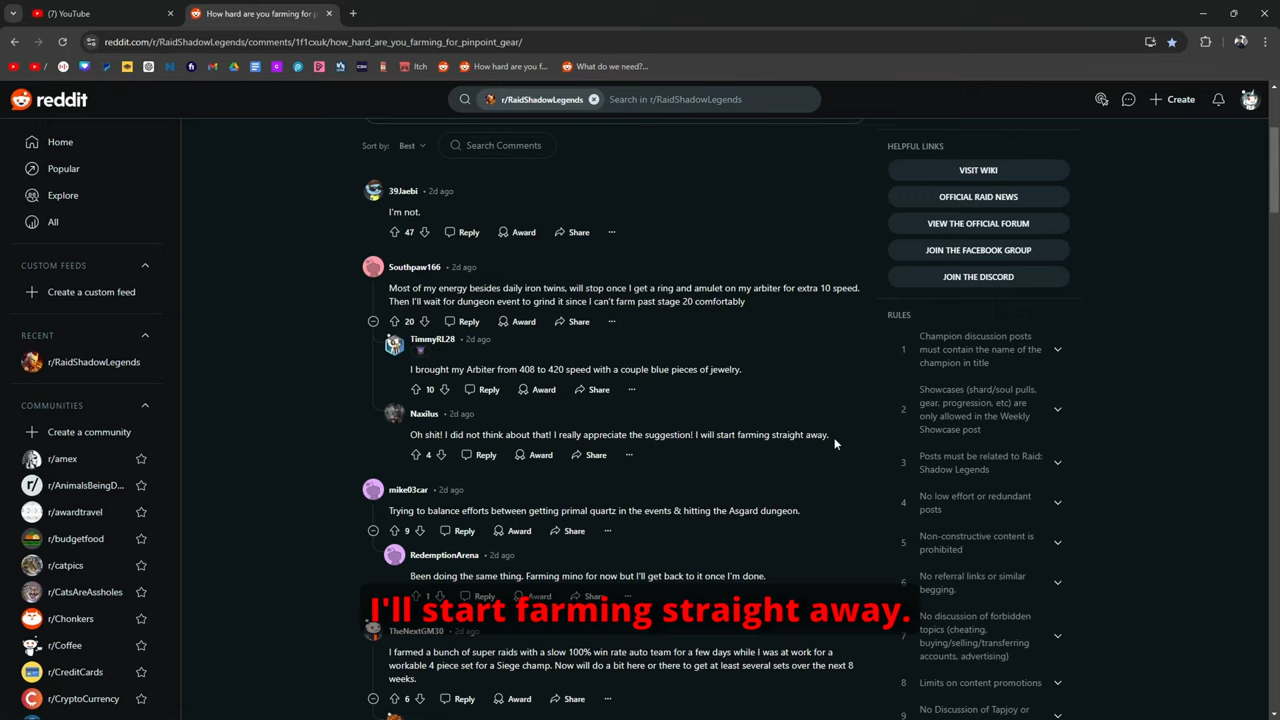 (7) YouTube
How hard are you farming for p
reddit.com/r/RaidShadowLegends/comments/1f1cxuk/how_hard_are_you_farming_for_pinpoint_gear/
Itch
How hard are you f...
What do we need?...
reddit
r/RaidShadowLegends
Search in r/RaidShadowLegends
Create
Home
Popular
Explore
All
CUSTOM FEEDS
Create a custom feed
RECENT
r/RaidShadowLegends
COMMUNITIES
Create a community
r/amex
r/AnimalsBeingD...
r/awardtravel
r/budgetfood
r/catpics
r/CatsAreAssholes
r/Chonkers
r/Coffee
r/CreditCards
r/CryptoCurrency
Sort by: Best
Search Comments
39Jaebi • 2d ago
I'm not.
47 Reply Award Share ...
Southpaw166 • 2d ago
Most of my energy besides daily iron twins, will stop once I get a ring and amulet on my arbiter for extra 10 speed.
Then I'll wait for dungeon event to grind it since I can't farm past stage 20 comfortably
20 Reply Award Share ...
TimmyRL28 • 2d ago
I brought my Arbiter from 408 to 420 speed with a couple blue pieces of jewelry.
10 Reply Award Share ...
Naxilus • 2d ago
Oh shit! I did not think about that! I really appreciate the suggestion! I will start farming straight away.
4 Reply Award Share ...
mike03car • 2d ago
Trying to balance efforts between getting primal quartz in the events & hitting the Asgard dungeon.
9 Reply Award Share ...
RedemptionArena • 2d ago
Been doing the same thing. Farming mino for now but I'll get back to it once I'm done.
1 Reply Award Share ...
I'll start farming straight away.
TheNextGM30 • 2d ago
I farmed a bunch of super raids with a slow 100% win rate auto team for a few days while I was at work for a
workable 4 piece set for a Siege champ. Now will do a bit here or there to get at least several sets over the next 8
weeks.
6 Reply Award Share ...
HELPFUL LINKS
VISIT WIKI
OFFICIAL RAID NEWS
VIEW THE OFFICIAL FORUM
JOIN THE FACEBOOK GROUP
JOIN THE DISCORD
RULES
1 Champion discussion posts
must contain the name of the
champion in title
2 Showcases (shard/soul pulls,
gear, progression, etc) are
only allowed in the Weekly
Showcase post
3 Posts must be related to Raid:
Shadow Legends
4 No low effort or redundant
posts
5 Non-constructive content is
prohibited
6 No referral links or similar
begging.
7 No discussion of forbidden
topics (cheating,
buying/selling/transferring
accounts, advertising)
8 Limits on content promotions
9 No Discussion of Tapjoy or